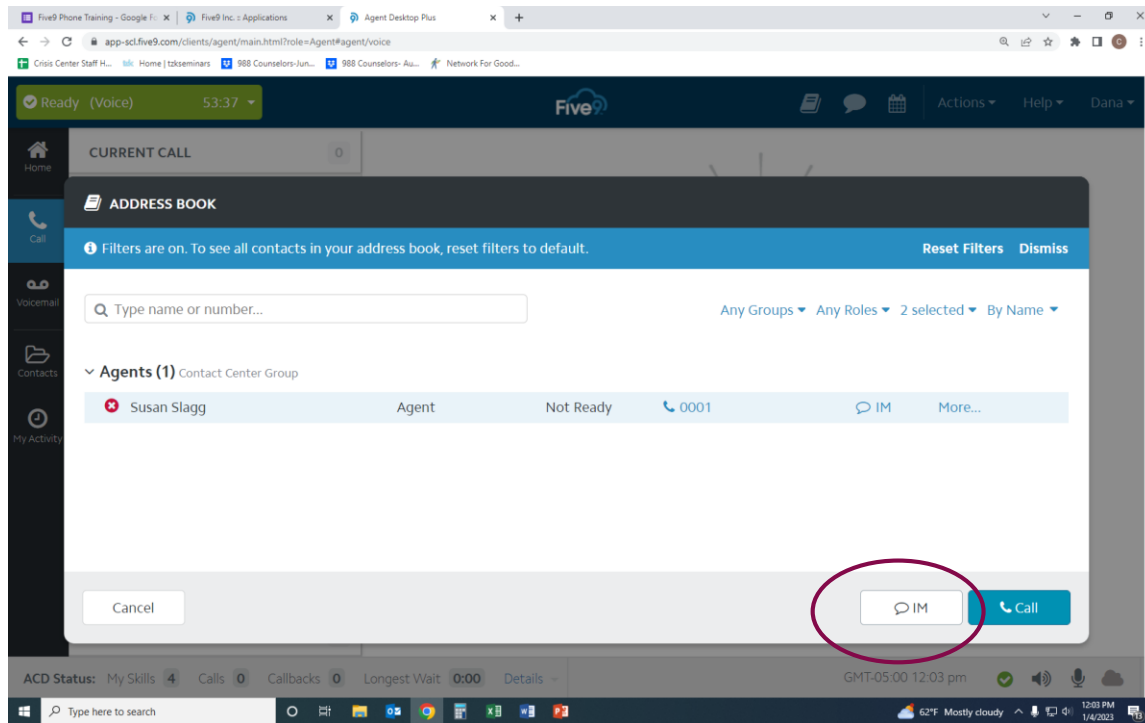 Five9 Phone Training - Google Fo
Five9 Inc. :: Applications
Agent Desktop Plus
app-scl.five9.com/clients/agent/main.html?role=Agent#agent/voice
Crisis Center Staff H...
tzk Home | tzkseminars
988 Counselors-Jun...
988 Counselors- Au...
Network For Good...
Ready (Voice) 53:37
Five9
Actions
Help
Dana
Home
CURRENT CALL 0
ADDRESS BOOK
Call
Filters are on. To see all contacts in your address book, reset filters to default. Reset Filters Dismiss
Voicemail
Type name or number...
Any Groups Any Roles 2 selected By Name
Contacts
Agents (1) Contact Center Group
Susan Slagg Agent Not Ready 0001 IM More...
My Activity
Cancel IM Call
ACD Status: My Skills 4 Calls 0 Callbacks 0 Longest Wait 0:00 Details GMT-05:00 12:03 pm
Type here to search
62°F Mostly cloudy
12:03 PM
1/4/2023